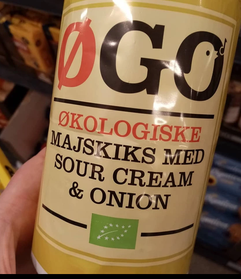 ØGO
ØKOLOGISKE
MAJSKIKS MED
SOUR CREAM
& ONION